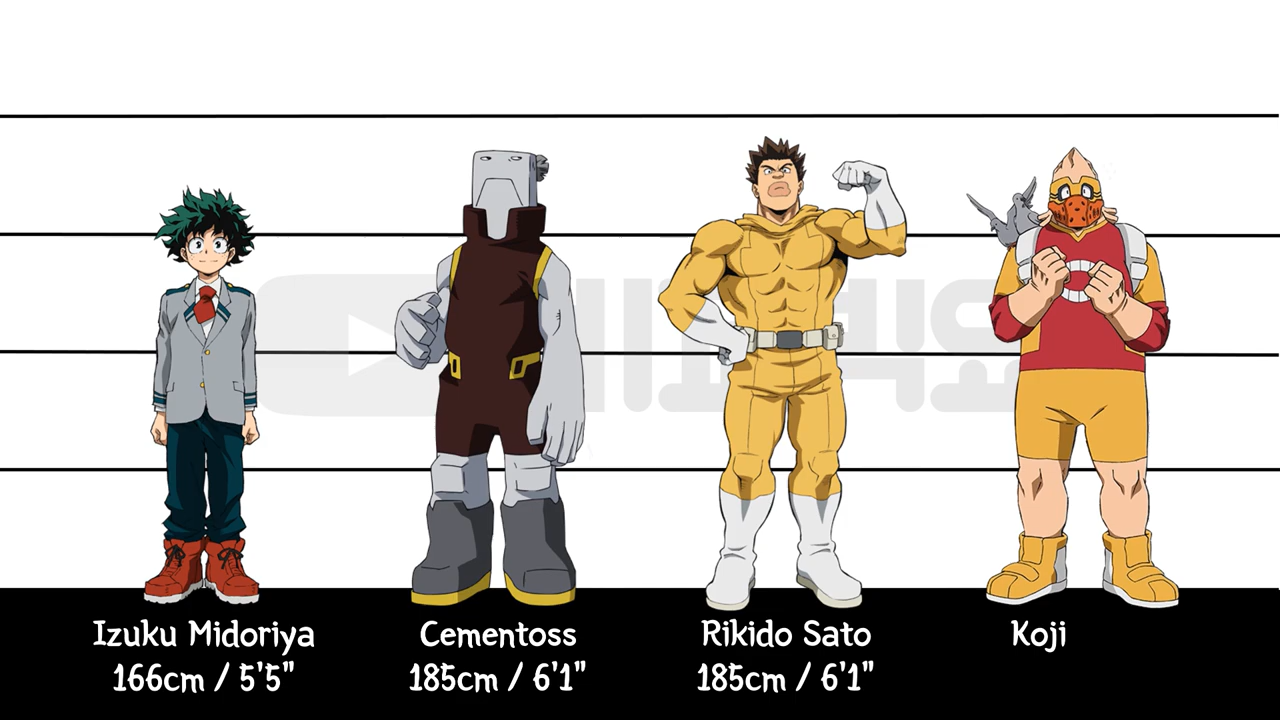 Izuku Midoriya
166cm / 5'5"
Cementoss
185cm / 6'1"
Rikido Sato
185cm / 6'1"
Koji